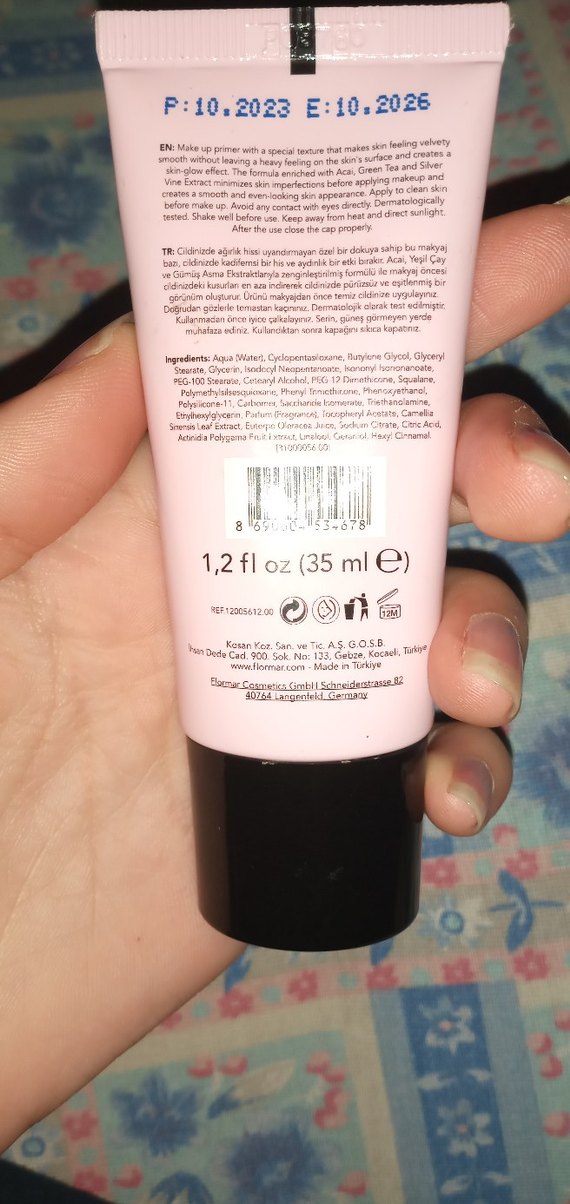 P:10.2023 E:10.2026
EN: Make up primer with a special texture that makes skin feeling velvety
smooth without leaving a heavy feeling on the skin's surface and creates a
skin-glow effect. The formula enriched with Acai, Green Tea and Silver
Vine Extract minimizes skin imperfections before applying makeup and
creates a smooth and even-looking skin appearance. Apply to clean skin
before make up. Avoid any contact with eyes directly. Dermatologically
tested. Shake well before use. Keep away from heat and direct sunlight.
After the use close the cap properly.
TR: Cildinizde ağırlık hissi uyandırmayan özel bir dokuya sahip bu makyaj
bazı, cildinizde kadifemsi bir his ve aydınlık bir etki bırakır. Acai, Yeşil Çay
ve Gümüş Asma Ekstraktlarıyla zenginleştirilmiş formülü ile makyaj öncesi
cildinizdeki kusurları en aza indirerek cildinizde pürüzsüz ve eşitlenmiş bir
görünüm oluşturur. Ürünü makyajdan önce temiz cildinize uygulayınız.
Doğrudan gözlerle temastan kaçınınız. Dermatolojik olarak test edilmiştir.
Kullanmadan önce iyice çalkalayınız. Serin, güneş görmeyen yerde
muhafaza ediniz. Kullandıktan sonra kapağını sıkıca kapatınız.
Ingredients: Aqua (Water), Cyclopentasiloxane, Butylene Glycol, Glyceryl
Stearate, Glycerin, Isodecyl Neopentanoate, Isononyl Isononanoate,
PEG-100 Stearate, Cetearyl Alcohol, PEG-12 Dimethicone, Squalane,
Polymethylsilsesquioxane, Phenyl Trimethicone, Phenoxyethanol,
Polysilicone-11, Carbomer, Saccharide Isomerate, Triethanolamine,
Ethylhexylglycerin, Parfum (Fragrance), Tocopheryl Acetate, Camellia
Sinensis Leaf Extract, Euterpe Oleracea Juice, Sodium Citrate, Citric Acid,
Actinidia Polygama Fruit Extract, Linalool, Geraniol, Hexyl Cinnamal.
(31000056.00)
1,2 fl oz (35 ml ℮)
REF.12005612.00
12M
Kosan Koz. San. ve Tic. A.Ş. G.O.S.B.
İhsan Dede Cad. 900. Sok. No: 133, Gebze, Kocaeli, Türkiye
www.flormar.com - Made in Türkiye
Flormar Cosmetics GmbH Schneiderstrasse 82
40764 Langenfeld, Germany